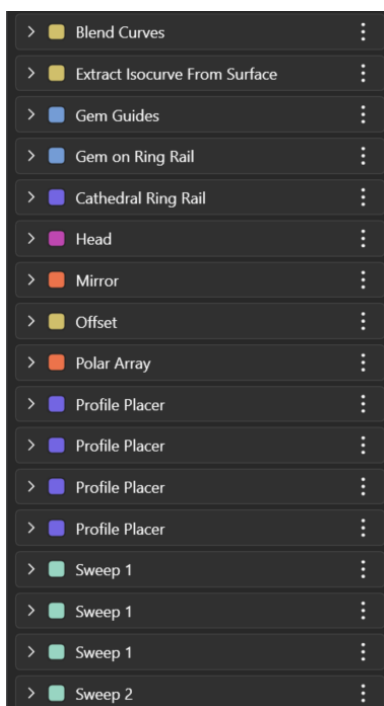 Blend Curves
Extract Isocurve From Surface
Gem Guides
Gem on Ring Rail
Cathedral Ring Rail
Head
Mirror
Offset
Polar Array
Profile Placer
Profile Placer
Profile Placer
Profile Placer
Sweep 1
Sweep 1
Sweep 1
Sweep 2